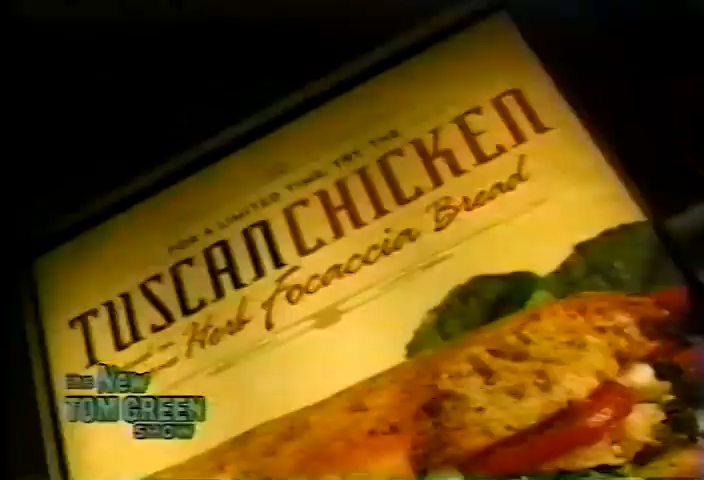 FOR A LIMITED TIME, TRY THE
TUSCAN CHICKEN
Herb Focaccia Bread
the New
TOM GREEN
SHOW